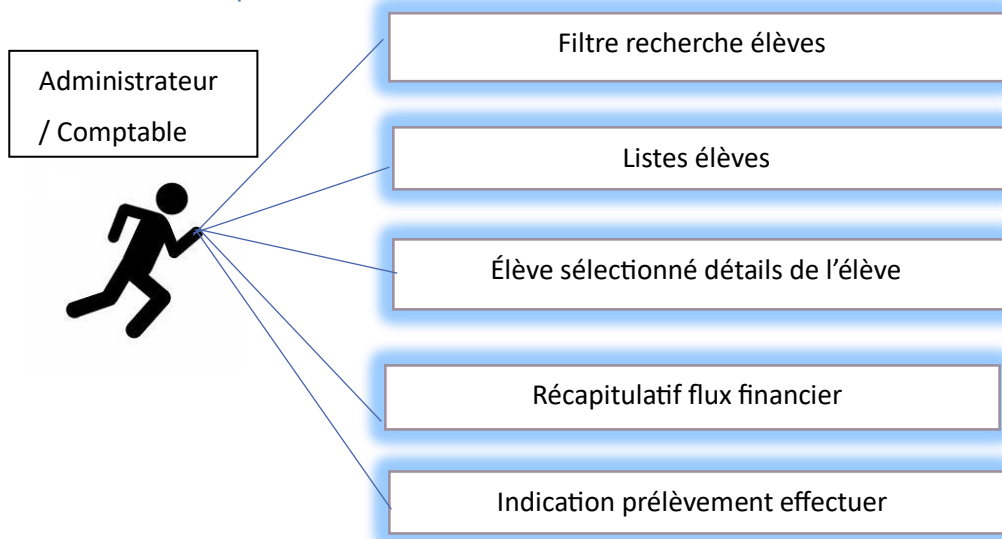 Filtre recherche élèves
Administrateur
/ Comptable
Listes élèves
Élève sélectionné détails de l'élève
Récapitulatif flux financier
Indication prélèvement effectuer